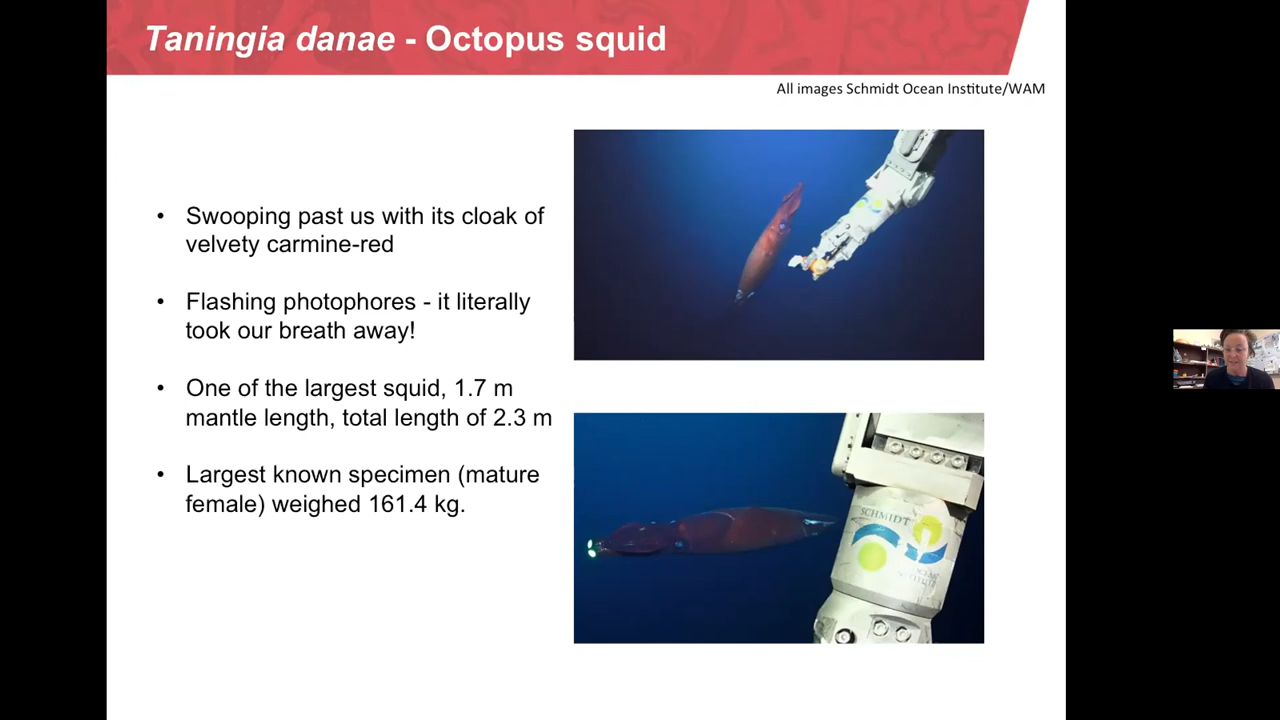 Taningia danae - Octopus squid
All images Schmidt Ocean Institute/WAM
• Swooping past us with its cloak of
velvety carmine-red
• Flashing photophores - it literally
took our breath away!
• One of the largest squid, 1.7 m
mantle length, total length of 2.3 m
• Largest known specimen (mature
female) weighed 161.4 kg.
SCHMIDT